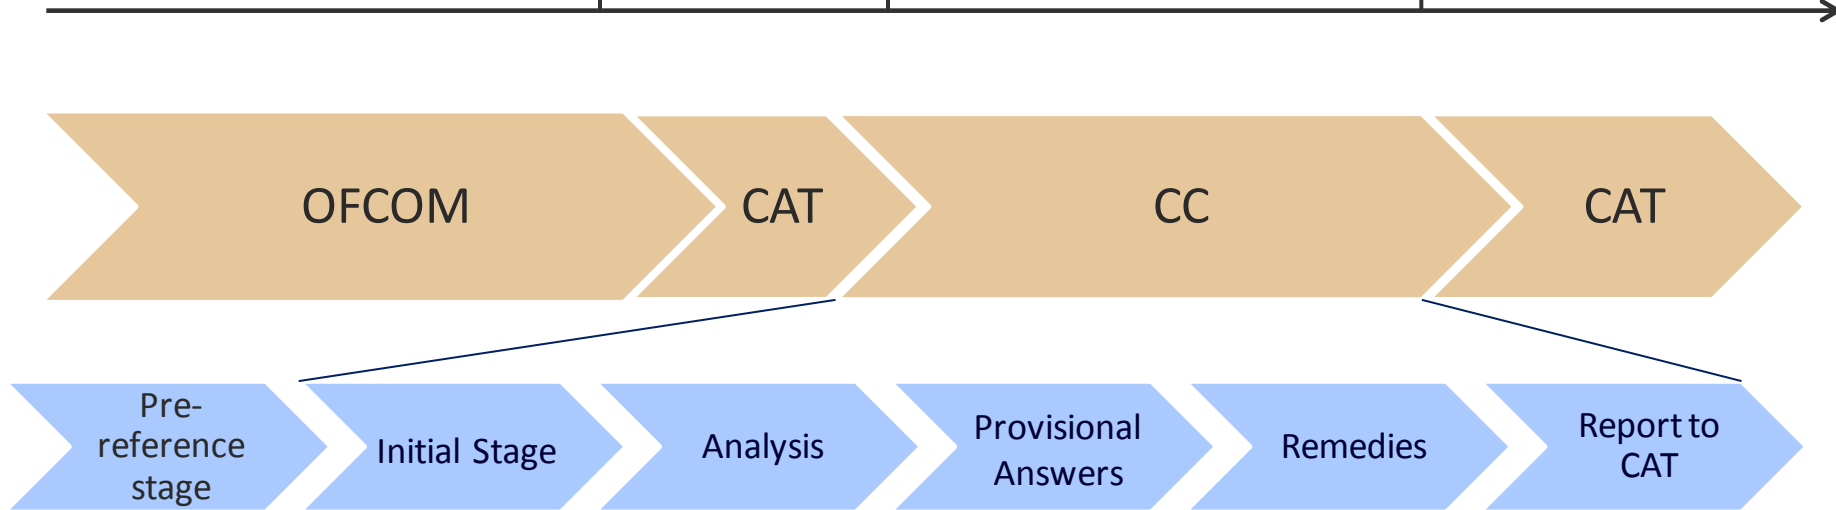 OFCOM
CAT
CC
CAT
Pre-
reference
stage
Initial Stage
Analysis
Provisional
Answers
Remedies
Report to
CAT